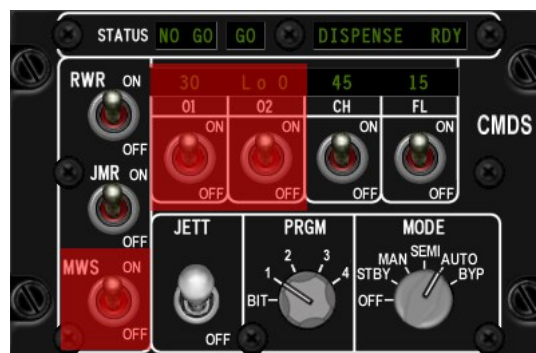 STATUS NO GO GO DISPENSE RDY
RWR ON
OFF
JMR ON
OFF
MWS ON
OFF
30 Lo 0 45 15
O1 O2 CH FL
ON ON ON ON
OFF OFF OFF OFF
CMDS
JETT
OFF
PRGM
1 2 3 4
BIT
MODE
OFF STBY MAN SEMI AUTO BYP